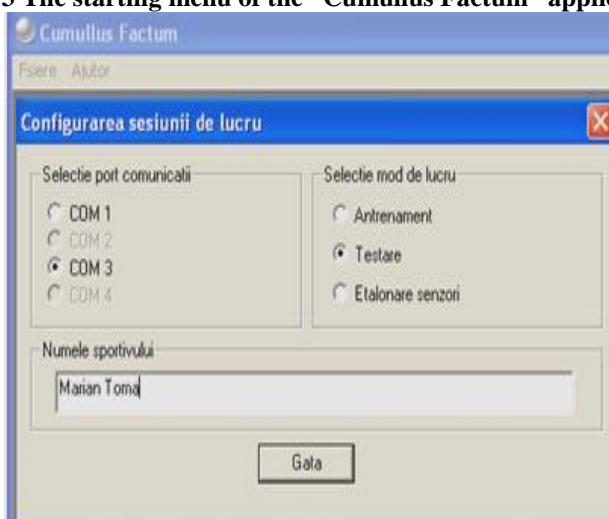 5 The starting menu of the "Cumullus Factum" appli
Cumullus Factum
Fsiere Ajutor
Configurarea sesiunii de lucru
Selectie port comunicatii
Selectie mod de lucru
COM 1
Antrenament
COM 2
Testare
COM 3
Etalonare senzori
COM 4
Numele sportivului
Marian Toma
Gata